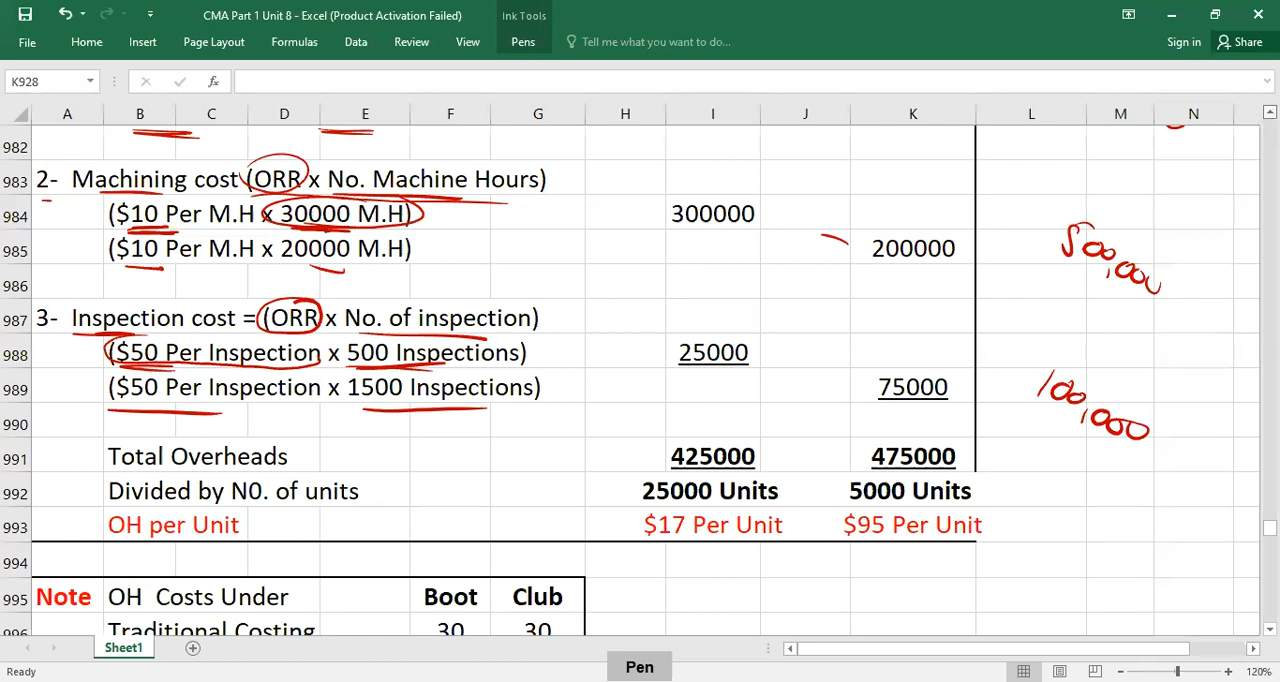 CMA Part 1 Unit 8 - Excel (Product Activation Failed)
Ink Tools
File Home Insert Page Layout Formulas Data Review View Pens Tell me what you want to do... Sign in Share
K928 fx
A B C D E F G H I J K L M N
982
983 2- Machining cost (ORR x No. Machine Hours)
984 ($10 Per M.H x 30000 M.H) 300000
985 ($10 Per M.H x 20000 M.H) 200000 500,000
986
987 3- Inspection cost = (ORR x No. of inspection)
988 ($50 Per Inspection x 500 Inspections) 25000
989 ($50 Per Inspection x 1500 Inspections) 75000 100,000
990
991 Total Overheads 425000 475000
992 Divided by N0. of units 25000 Units 5000 Units
993 OH per Unit $17 Per Unit $95 Per Unit
994
995 Note OH Costs Under Boot Club
996 Traditional Costing 30 30
Sheet1
Pen
Ready 120%